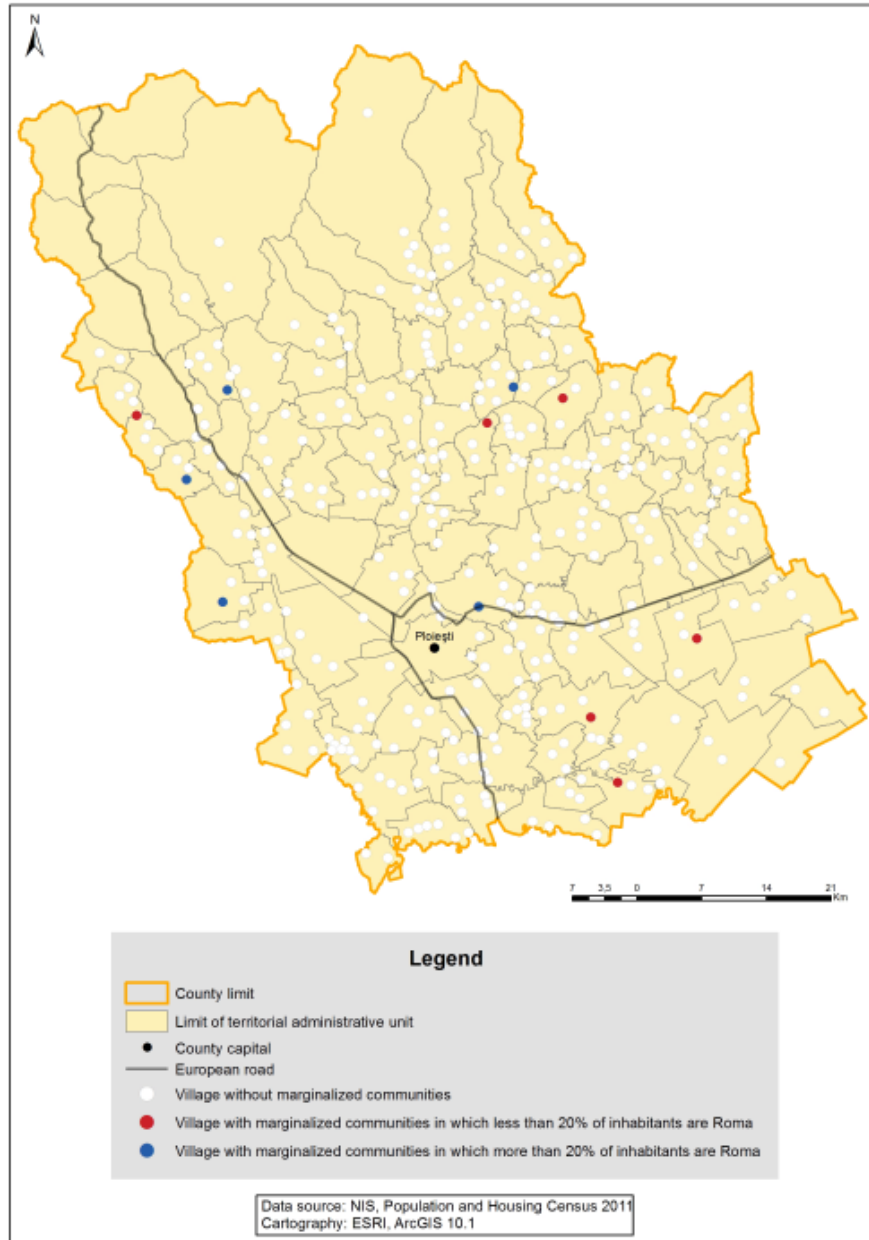 N
Ploiești
7 3,5 0 7 14 21
Km
Legend
County limit
Limit of territorial administrative unit
County capital
European road
Village without marginalized communities
Village with marginalized communities in which less than 20% of inhabitants are Roma
Village with marginalized communities in which more than 20% of inhabitants are Roma
Data source: NIS, Population and Housing Census 2011
Cartography: ESRI, ArcGIS 10.1